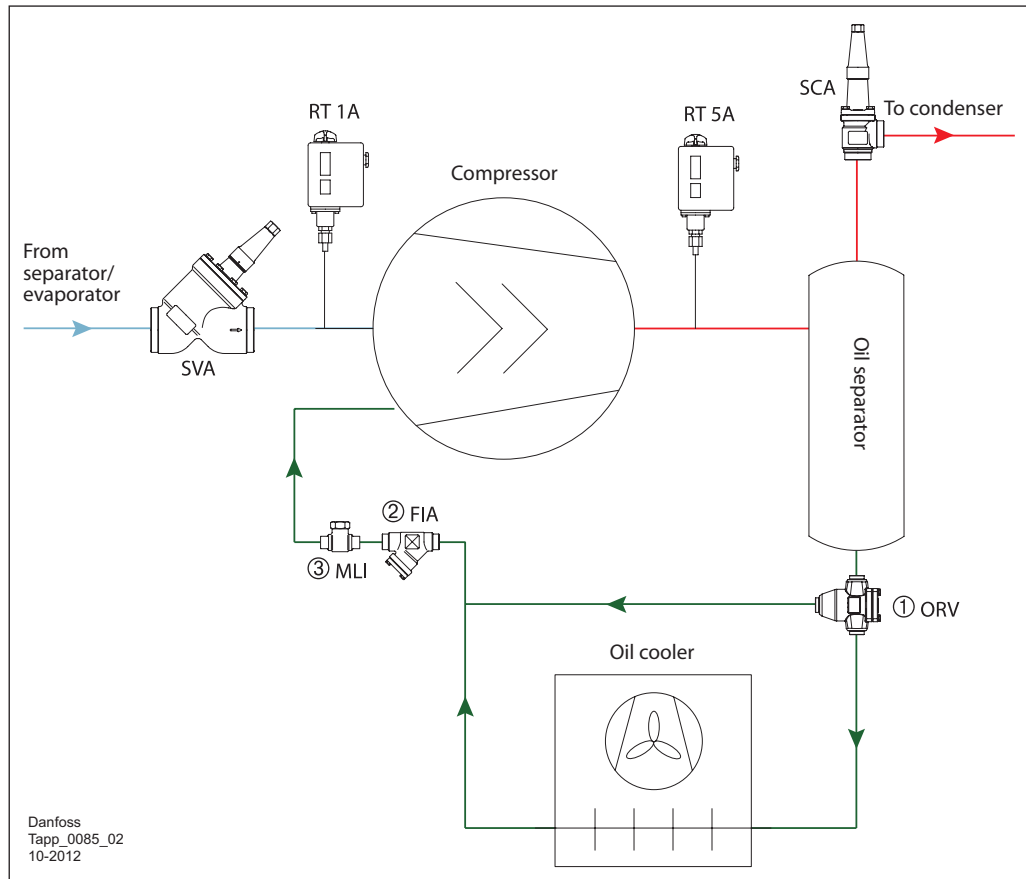 SCA
To condenser
RT 1A
RT 5A
Compressor
From
separator/
evaporator
SVA
Oil separator
② FIA
③ MLI
① ORV
Oil cooler
Danfoss
Tapp_0085_02
10-2012